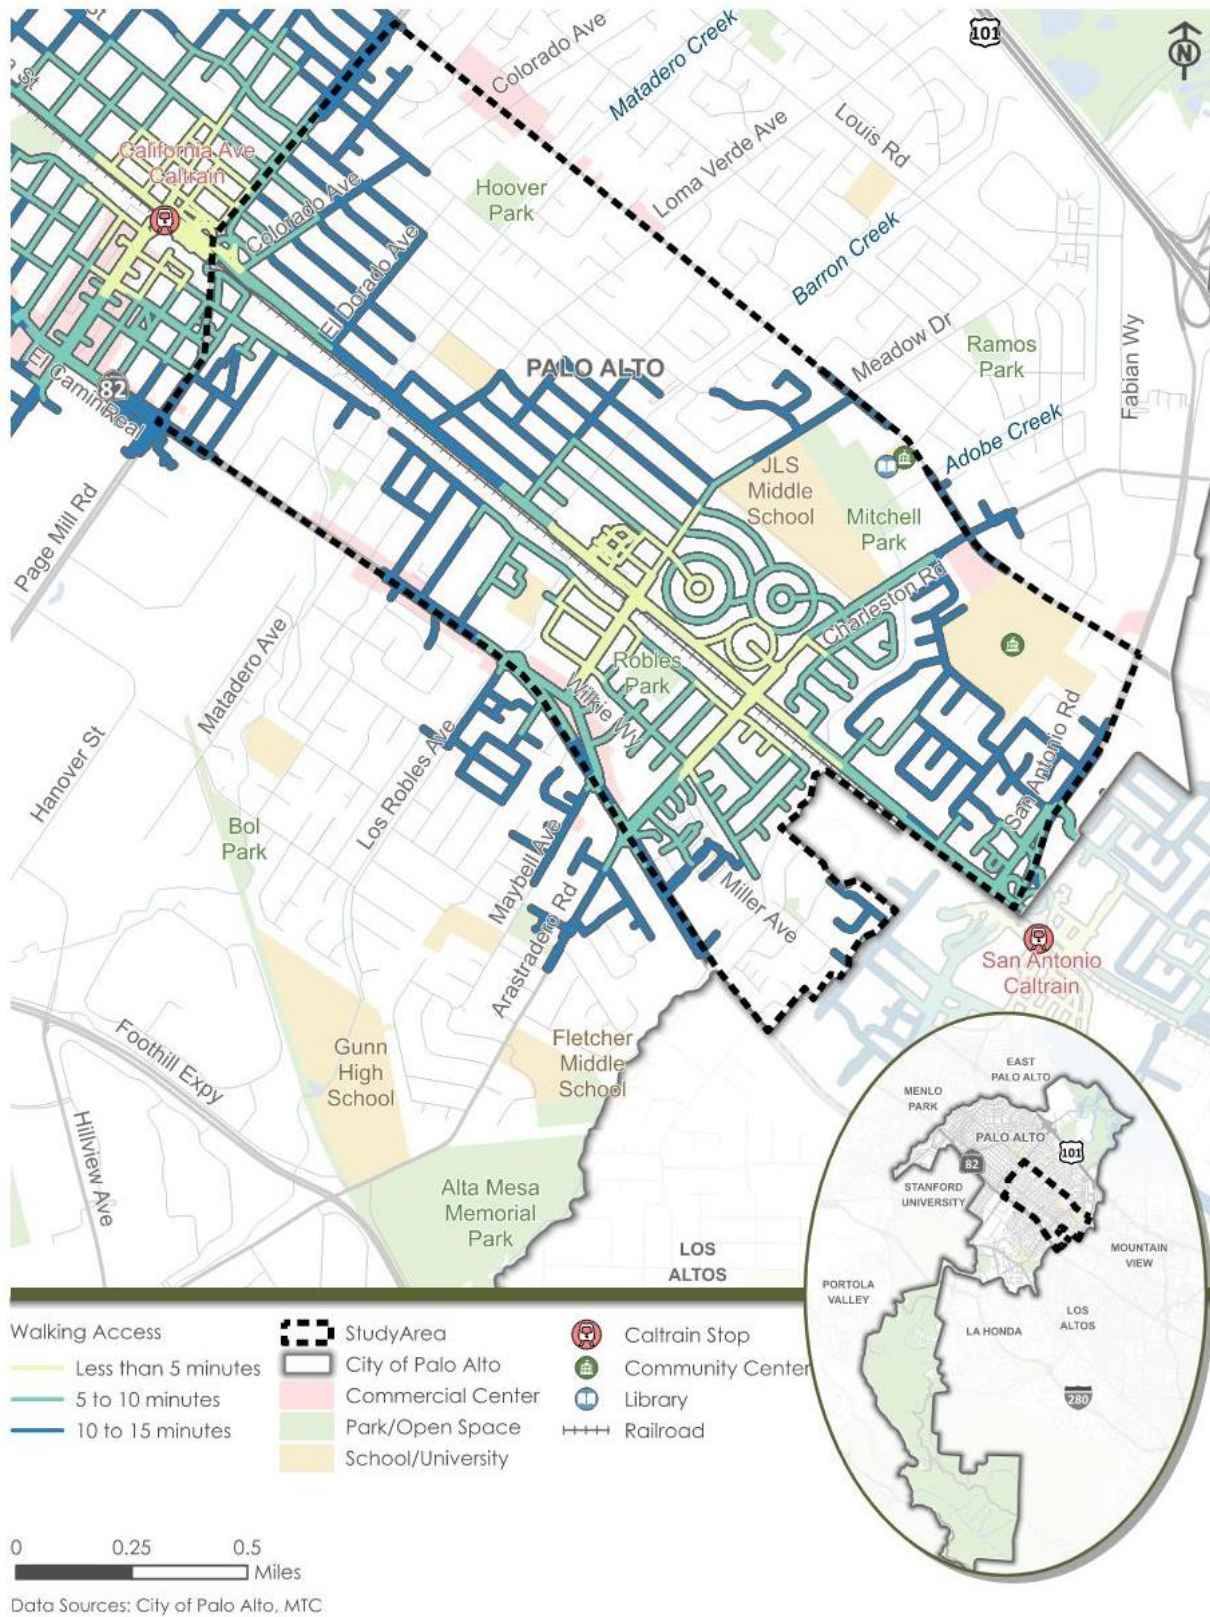 St
a St
Colorado Ave
Matadero Creek
101
N
California Ave
Caltrain
Louis Rd
Loma Verde Ave
Hoover
Park
Colorado Ave
Barron Creek
El Dorado Ave
Meadow Dr
Ramos
Park
Fabian Wy
PALO ALTO
82
El CaminReal
Adobe Creek
JLS
Middle
School
Mitchell
Park
Page Mill Rd
Charleston Rd
Robles
Park
Wilkie Wy
Matadero Ave
San Antonio Rd
Hanover St
Los Robles Ave
Bol
Park
Maybell Ave
Miller Ave
Arastradero Rd
San Antonio
Caltrain
Foothill Expy
Gunn
High
School
Fletcher
Middle
School
Hillview Ave
Alta Mesa
Memorial
Park
LOS
ALTOS
EAST
PALO ALTO
MENLO
PARK
PALO ALTO
101
82
STANFORD
UNIVERSITY
MOUNTAIN
VIEW
PORTOLA
VALLEY
LOS
ALTOS
LA HONDA
280
Walking Access
Less than 5 minutes
5 to 10 minutes
10 to 15 minutes
StudyArea
City of Palo Alto
Commercial Center
Park/Open Space
School/University
Caltrain Stop
Community Center
Library
Railroad
0 0.25 0.5
Miles
Data Sources: City of Palo Alto, MTC